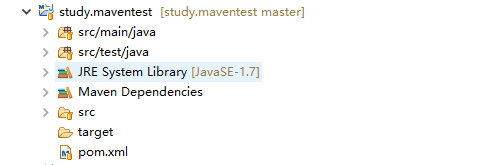 study.maventest [study.maventest master]
src/main/java
src/test/java
JRE System Library [JavaSE-1.7]
Maven Dependencies
src
target
pom.xml